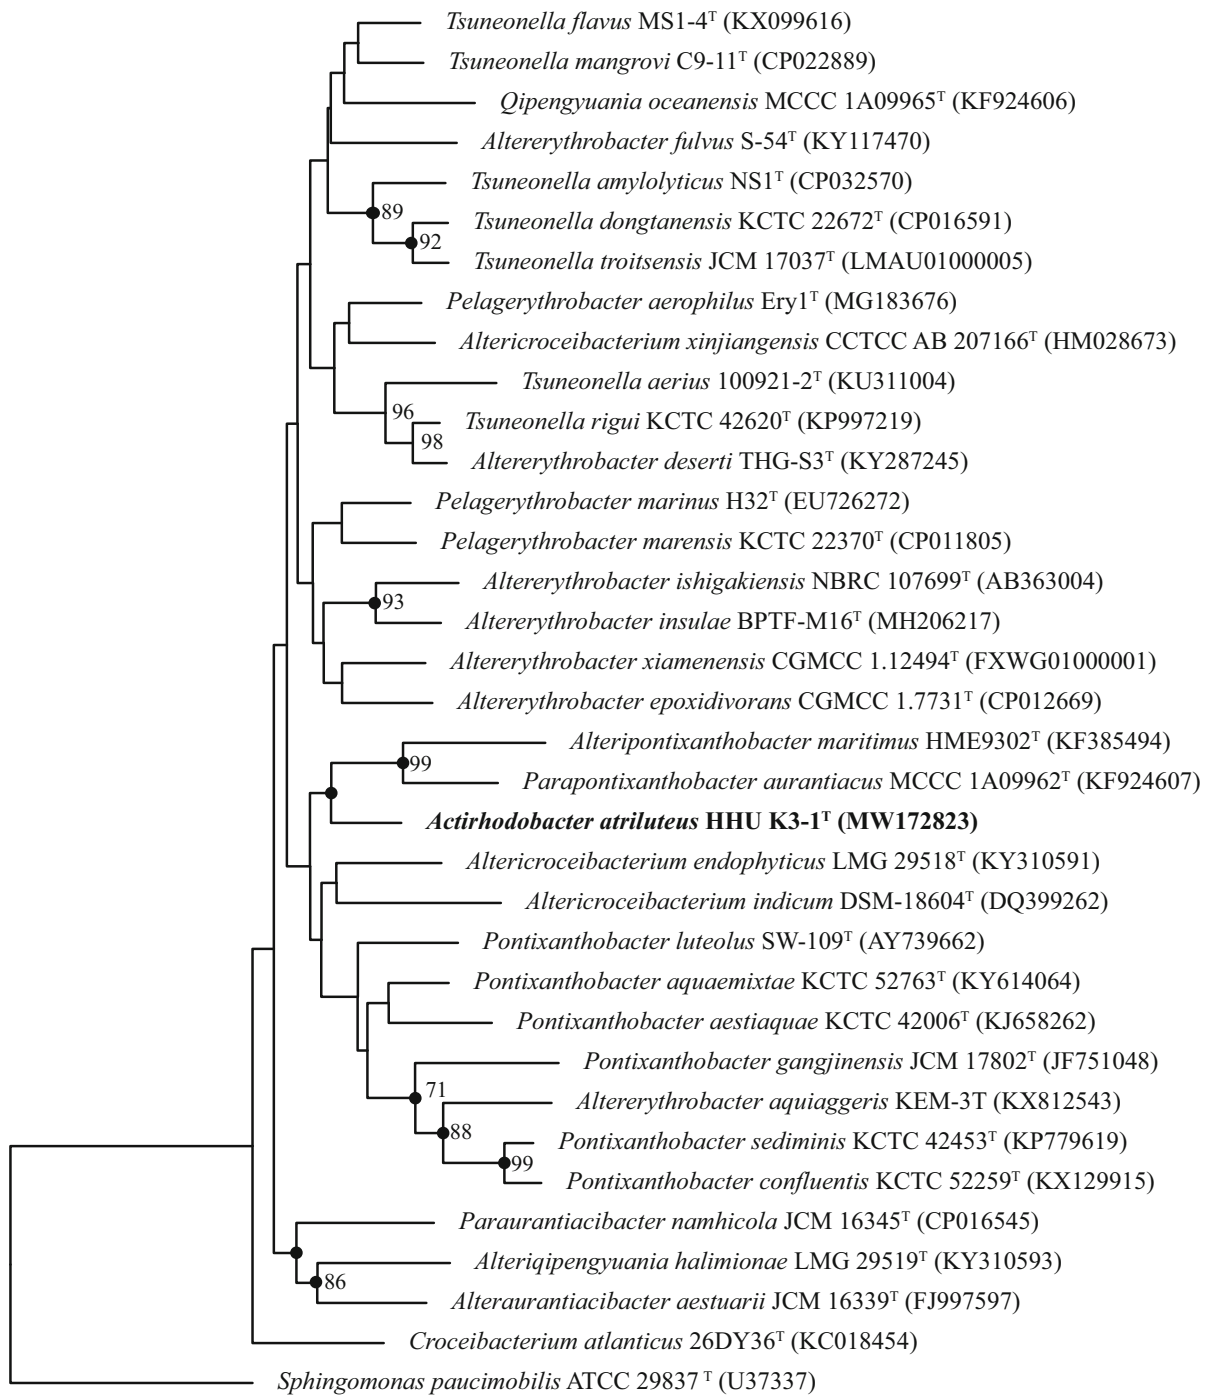 Tsuneonella flavus MS1-4ᵀ (KX099616)
Tsuneonella mangrovi C9-11ᵀ (CP022889)
Qipengyuania oceanensis MCCC 1A09965ᵀ (KF924606)
Altererythrobacter fulvus S-54ᵀ (KY117470)
Tsuneonella amylolyticus NS1ᵀ (CP032570)
89
Tsuneonella dongtanensis KCTC 22672ᵀ (CP016591)
92
Tsuneonella troitsensis JCM 17037ᵀ (LMAU01000005)
Pelagerythrobacter aerophilus Ery1ᵀ (MG183676)
Altericroceibacterium xinjiangensis CCTCC AB 207166ᵀ (HM028673)
Tsuneonella aerius 100921-2ᵀ (KU311004)
96
Tsuneonella rigui KCTC 42620ᵀ (KP997219)
98
Altererythrobacter deserti THG-S3ᵀ (KY287245)
Pelagerythrobacter marinus H32ᵀ (EU726272)
Pelagerythrobacter marensis KCTC 22370ᵀ (CP011805)
Altererythrobacter ishigakiensis NBRC 107699ᵀ (AB363004)
93
Altererythrobacter insulae BPTF-M16ᵀ (MH206217)
Altererythrobacter xiamenensis CGMCC 1.12494ᵀ (FXWG01000001)
Altererythrobacter epoxidivorans CGMCC 1.7731ᵀ (CP012669)
Alteripontixanthobacter maritimus HME9302ᵀ (KF385494)
99
Parapontixanthobacter aurantiacus MCCC 1A09962ᵀ (KF924607)
Actirhodobacter atriluteus HHU K3-1ᵀ (MW172823)
Altericroceibacterium endophyticus LMG 29518ᵀ (KY310591)
Altericroceibacterium indicum DSM-18604ᵀ (DQ399262)
Pontixanthobacter luteolus SW-109ᵀ (AY739662)
Pontixanthobacter aquaemixtae KCTC 52763ᵀ (KY614064)
Pontixanthobacter aestiaquae KCTC 42006ᵀ (KJ658262)
Pontixanthobacter gangjinensis JCM 17802ᵀ (JF751048)
71
Altererythrobacter aquiaggeris KEM-3T (KX812543)
88
Pontixanthobacter sediminis KCTC 42453ᵀ (KP779619)
99
Pontixanthobacter confluentis KCTC 52259ᵀ (KX129915)
Paraurantiacibacter namhicola JCM 16345ᵀ (CP016545)
Alteriqipengyuania halimionae LMG 29519ᵀ (KY310593)
86
Alteraurantiacibacter aestuarii JCM 16339ᵀ (FJ997597)
Croceibacterium atlanticus 26DY36ᵀ (KC018454)
Sphingomonas paucimobilis ATCC 29837 ᵀ (U37337)